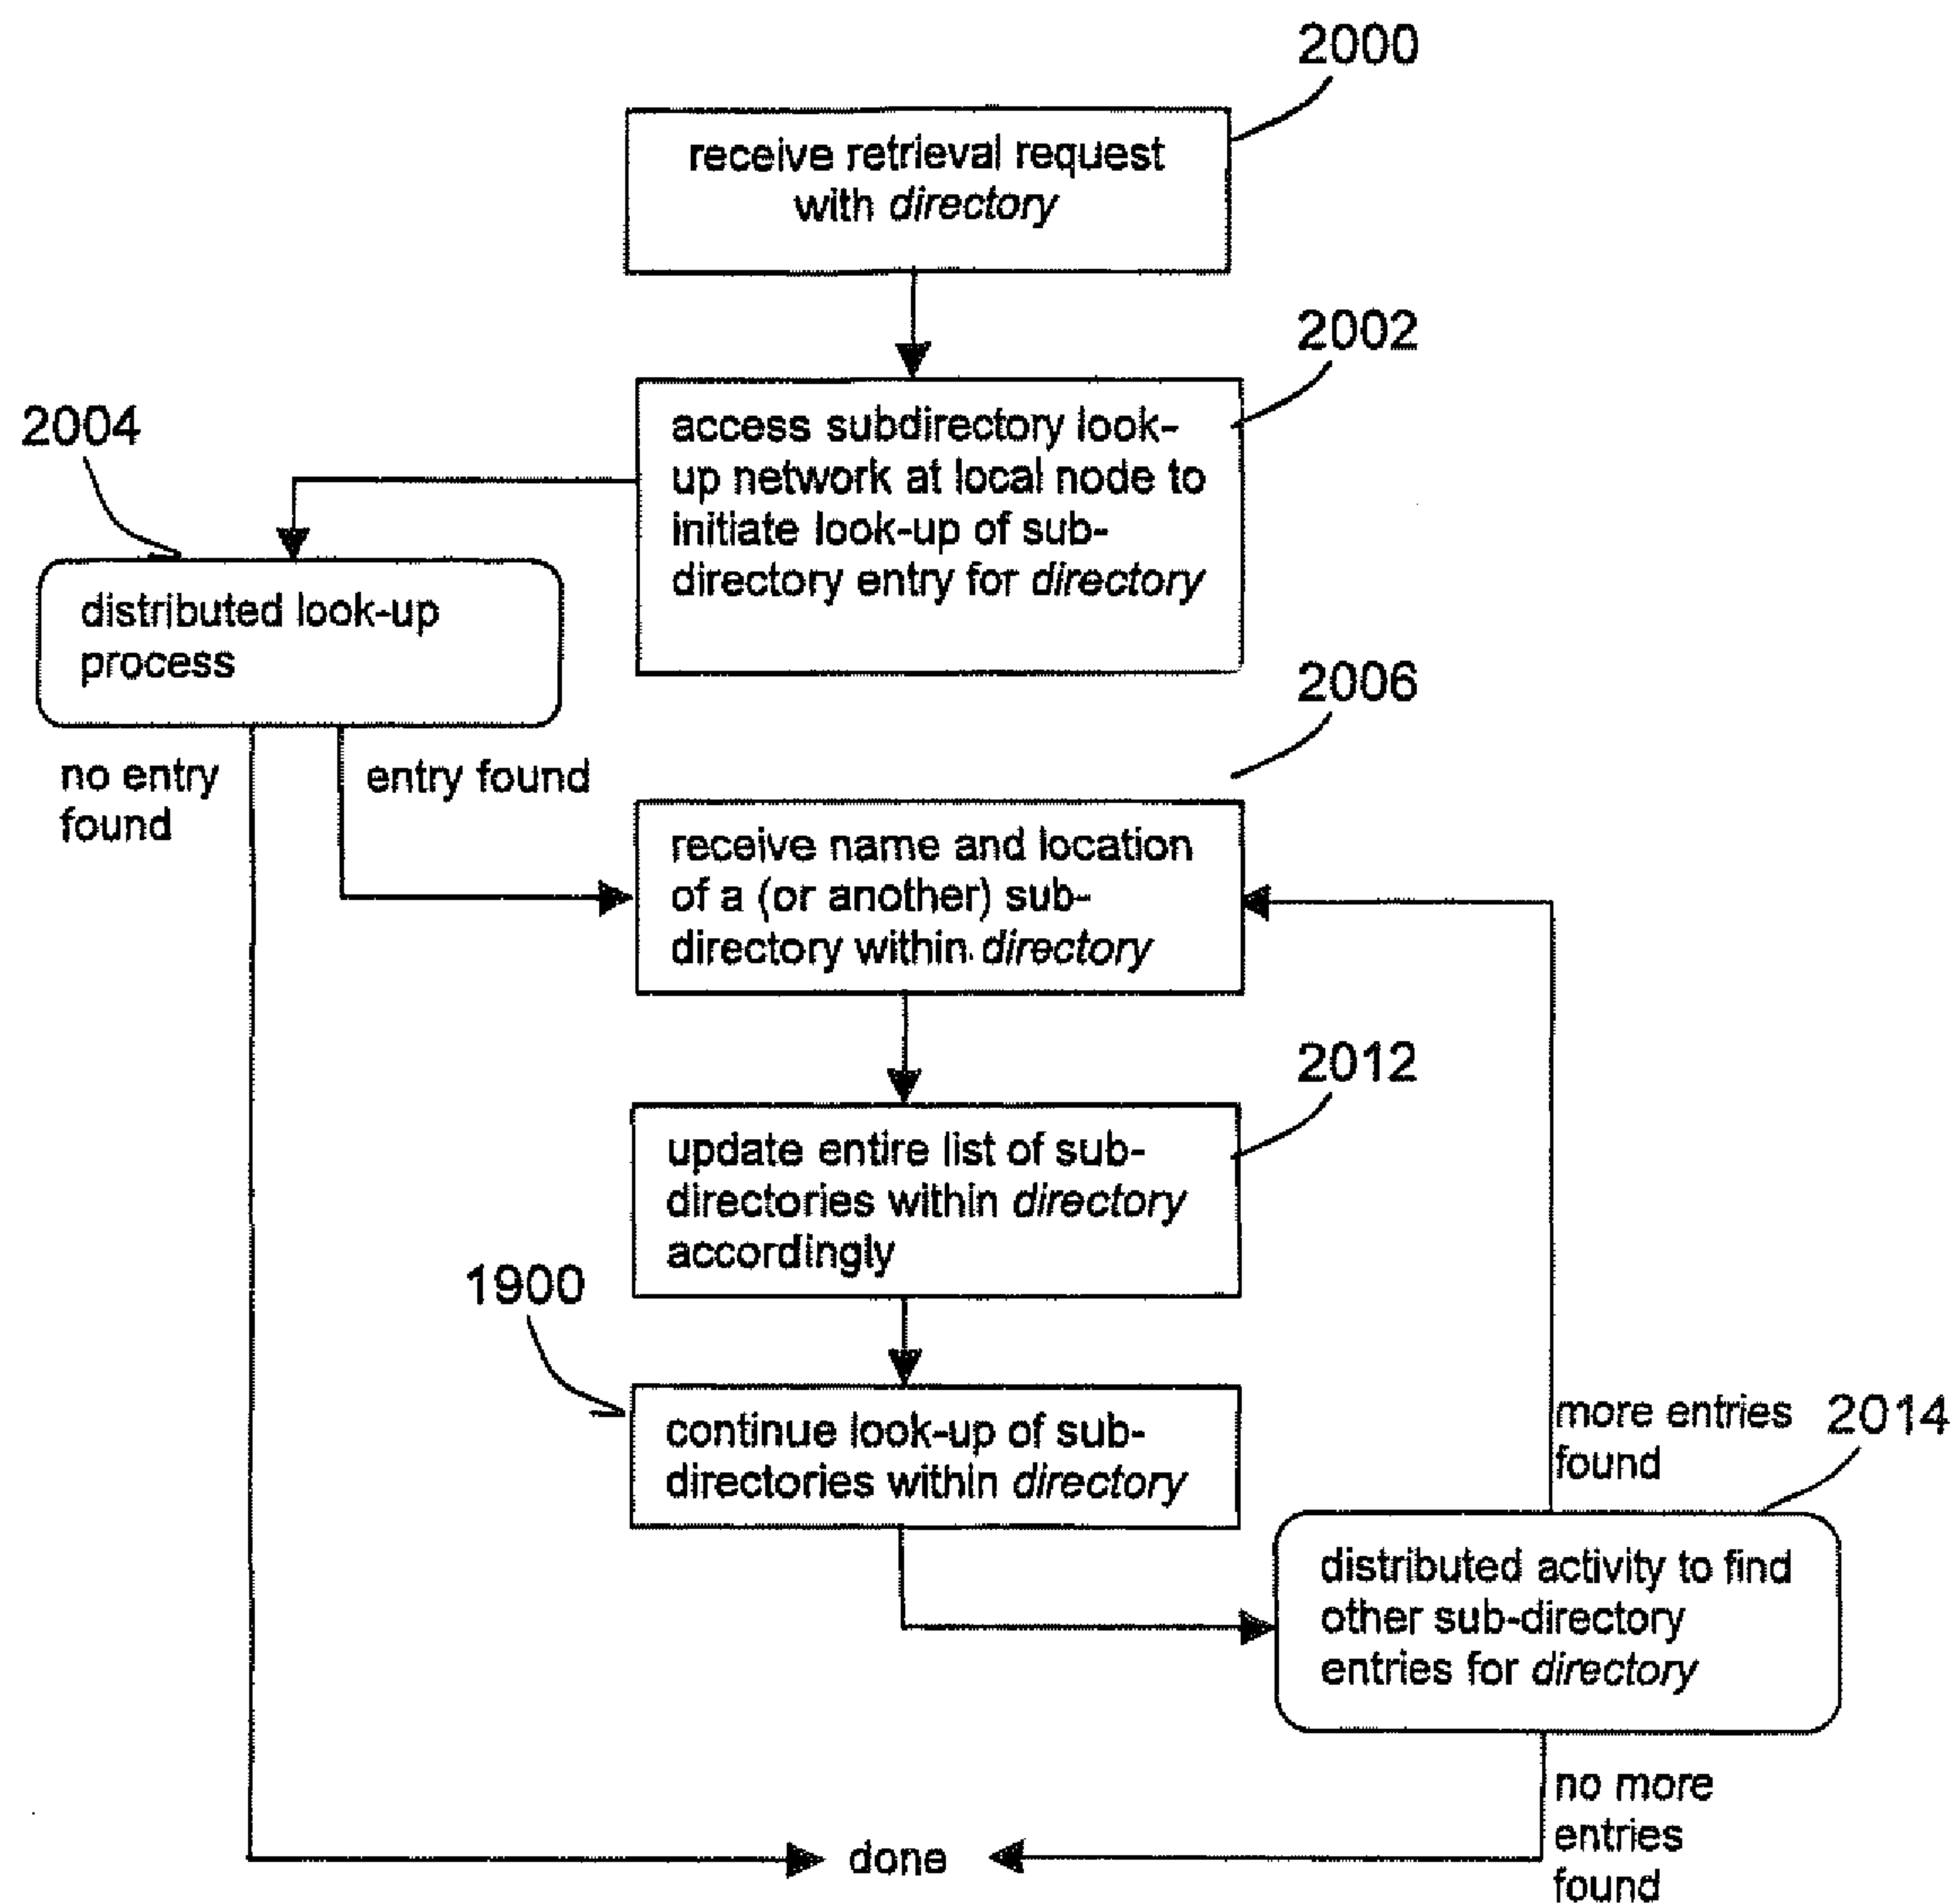 2000
receive retrieval request
with directory
2002
access subdirectory look-
up network at local node to
initiate look-up of sub-
directory entry for directory
2004
distributed look-up
process
no entry
found
entry found
2006
receive name and location
of a (or another) sub-
directory within directory
2012
update entire list of sub-
directories within directory
accordingly
1900
continue look-up of sub-
directories within directory
more entries
found
2014
distributed activity to find
other sub-directory
entries for directory
no more
entries
found
done